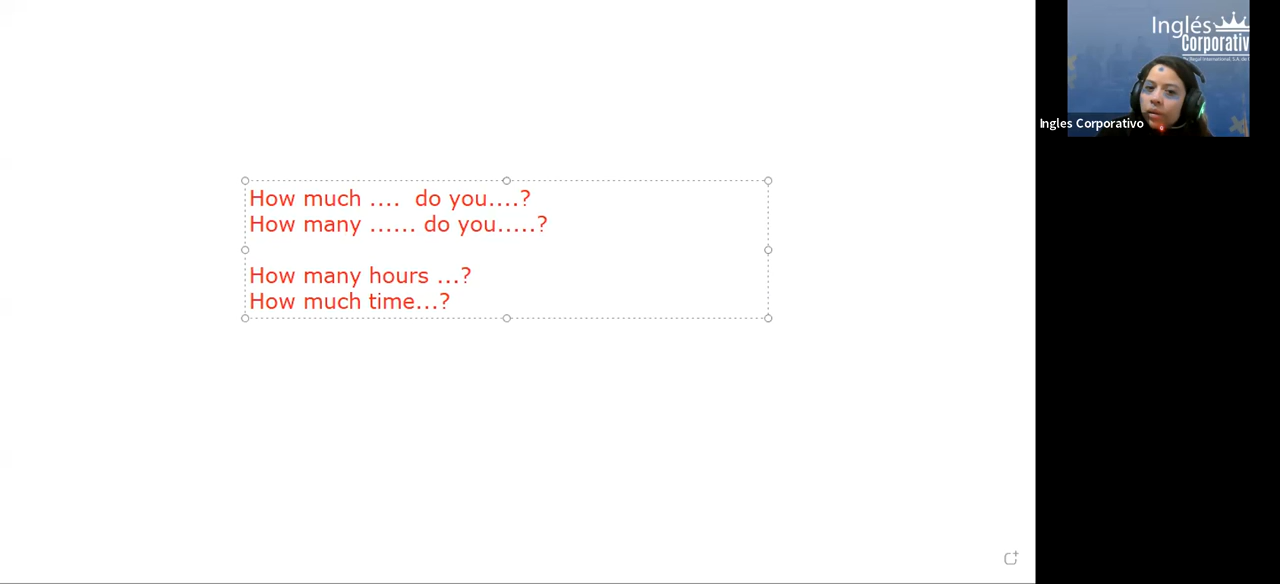 How much .... do you....?
How many ...... do you.....?
How many hours ...?
How much time...?
Inglés
Corporativ
Ingles Corporativo